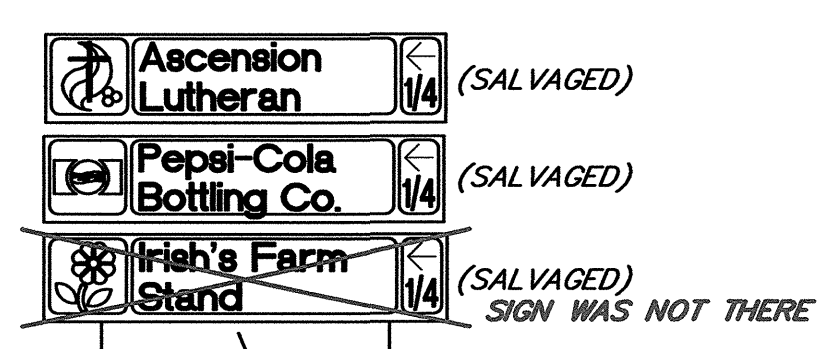 Ascension
Lutheran
←
1/4
(SALVAGED)
Pepsi-Cola
Bottling Co.
←
1/4
(SALVAGED)
Irish's Farm
Stand
←
1/4
(SALVAGED)
SIGN WAS NOT THERE